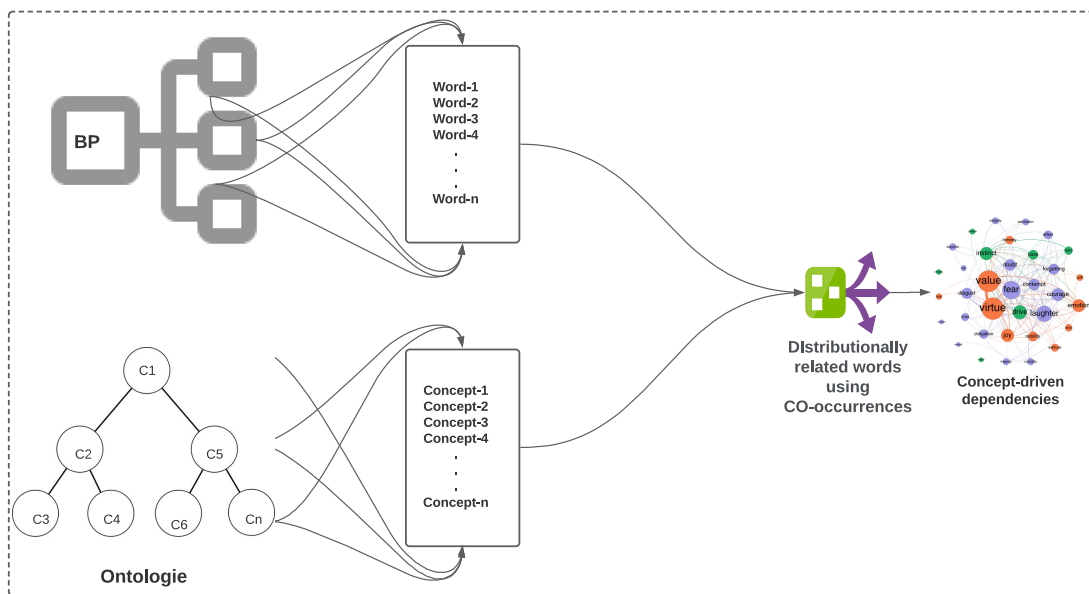 BP
Word-1
Word-2
Word-3
Word-4
.
.
.
Word-n
C1
C2
C5
C3
C4
C6
Cn
Ontologie
Concept-1
Concept-2
Concept-3
Concept-4
.
.
.
Concept-n
DIstributionally
related words
using
CO-occurrences
instinct
doubt
forgetting
value
fear
contempt
disgust
courage
virtue
drive
laughter
emotion
joy
Concept-driven
dependencies